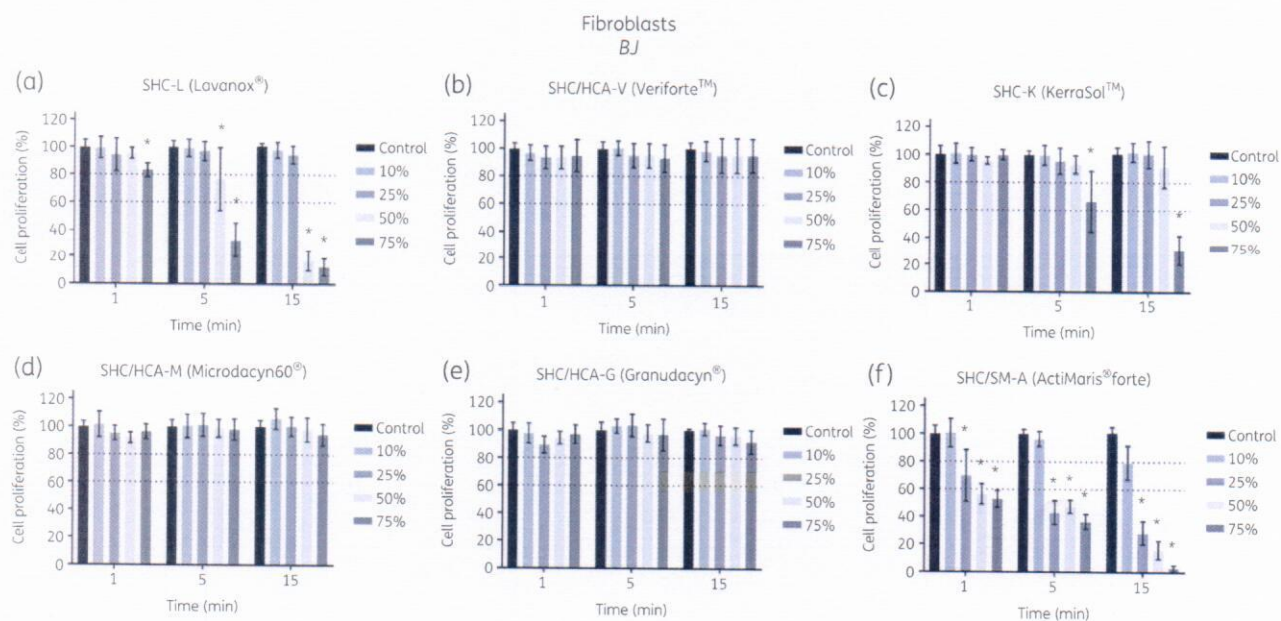 Fibroblasts
BJ
(a)
SHC-L (Lavanox®)
Cell proliferation (%)
120
100
80
60
40
20
0
* * * * *
1 5 15
Time (min)
Control
10%
25%
50%
75%
(b)
SHC/HCA-V (Veriforte™)
Cell proliferation (%)
120
100
80
60
40
20
0
1 5 15
Time (min)
Control
10%
25%
50%
75%
(c)
SHC-K (KerraSol™)
Cell proliferation (%)
120
100
80
60
40
20
0
* *
1 5 15
Time (min)
Control
10%
25%
50%
75%
(d)
SHC/HCA-M (Microdacyn60®)
Cell proliferation (%)
120
100
80
60
40
20
0
1 5 15
Time (min)
Control
10%
25%
50%
75%
(e)
SHC/HCA-G (Granudacyn®)
Cell proliferation (%)
120
100
80
60
40
20
0
1 5 15
Time (min)
Control
10%
25%
50%
75%
(f)
SHC/SM-A (ActiMaris®forte)
Cell proliferation (%)
120
100
80
60
40
20
0
* * * * * * * * *
1 5 15
Time (min)
Control
10%
25%
50%
75%